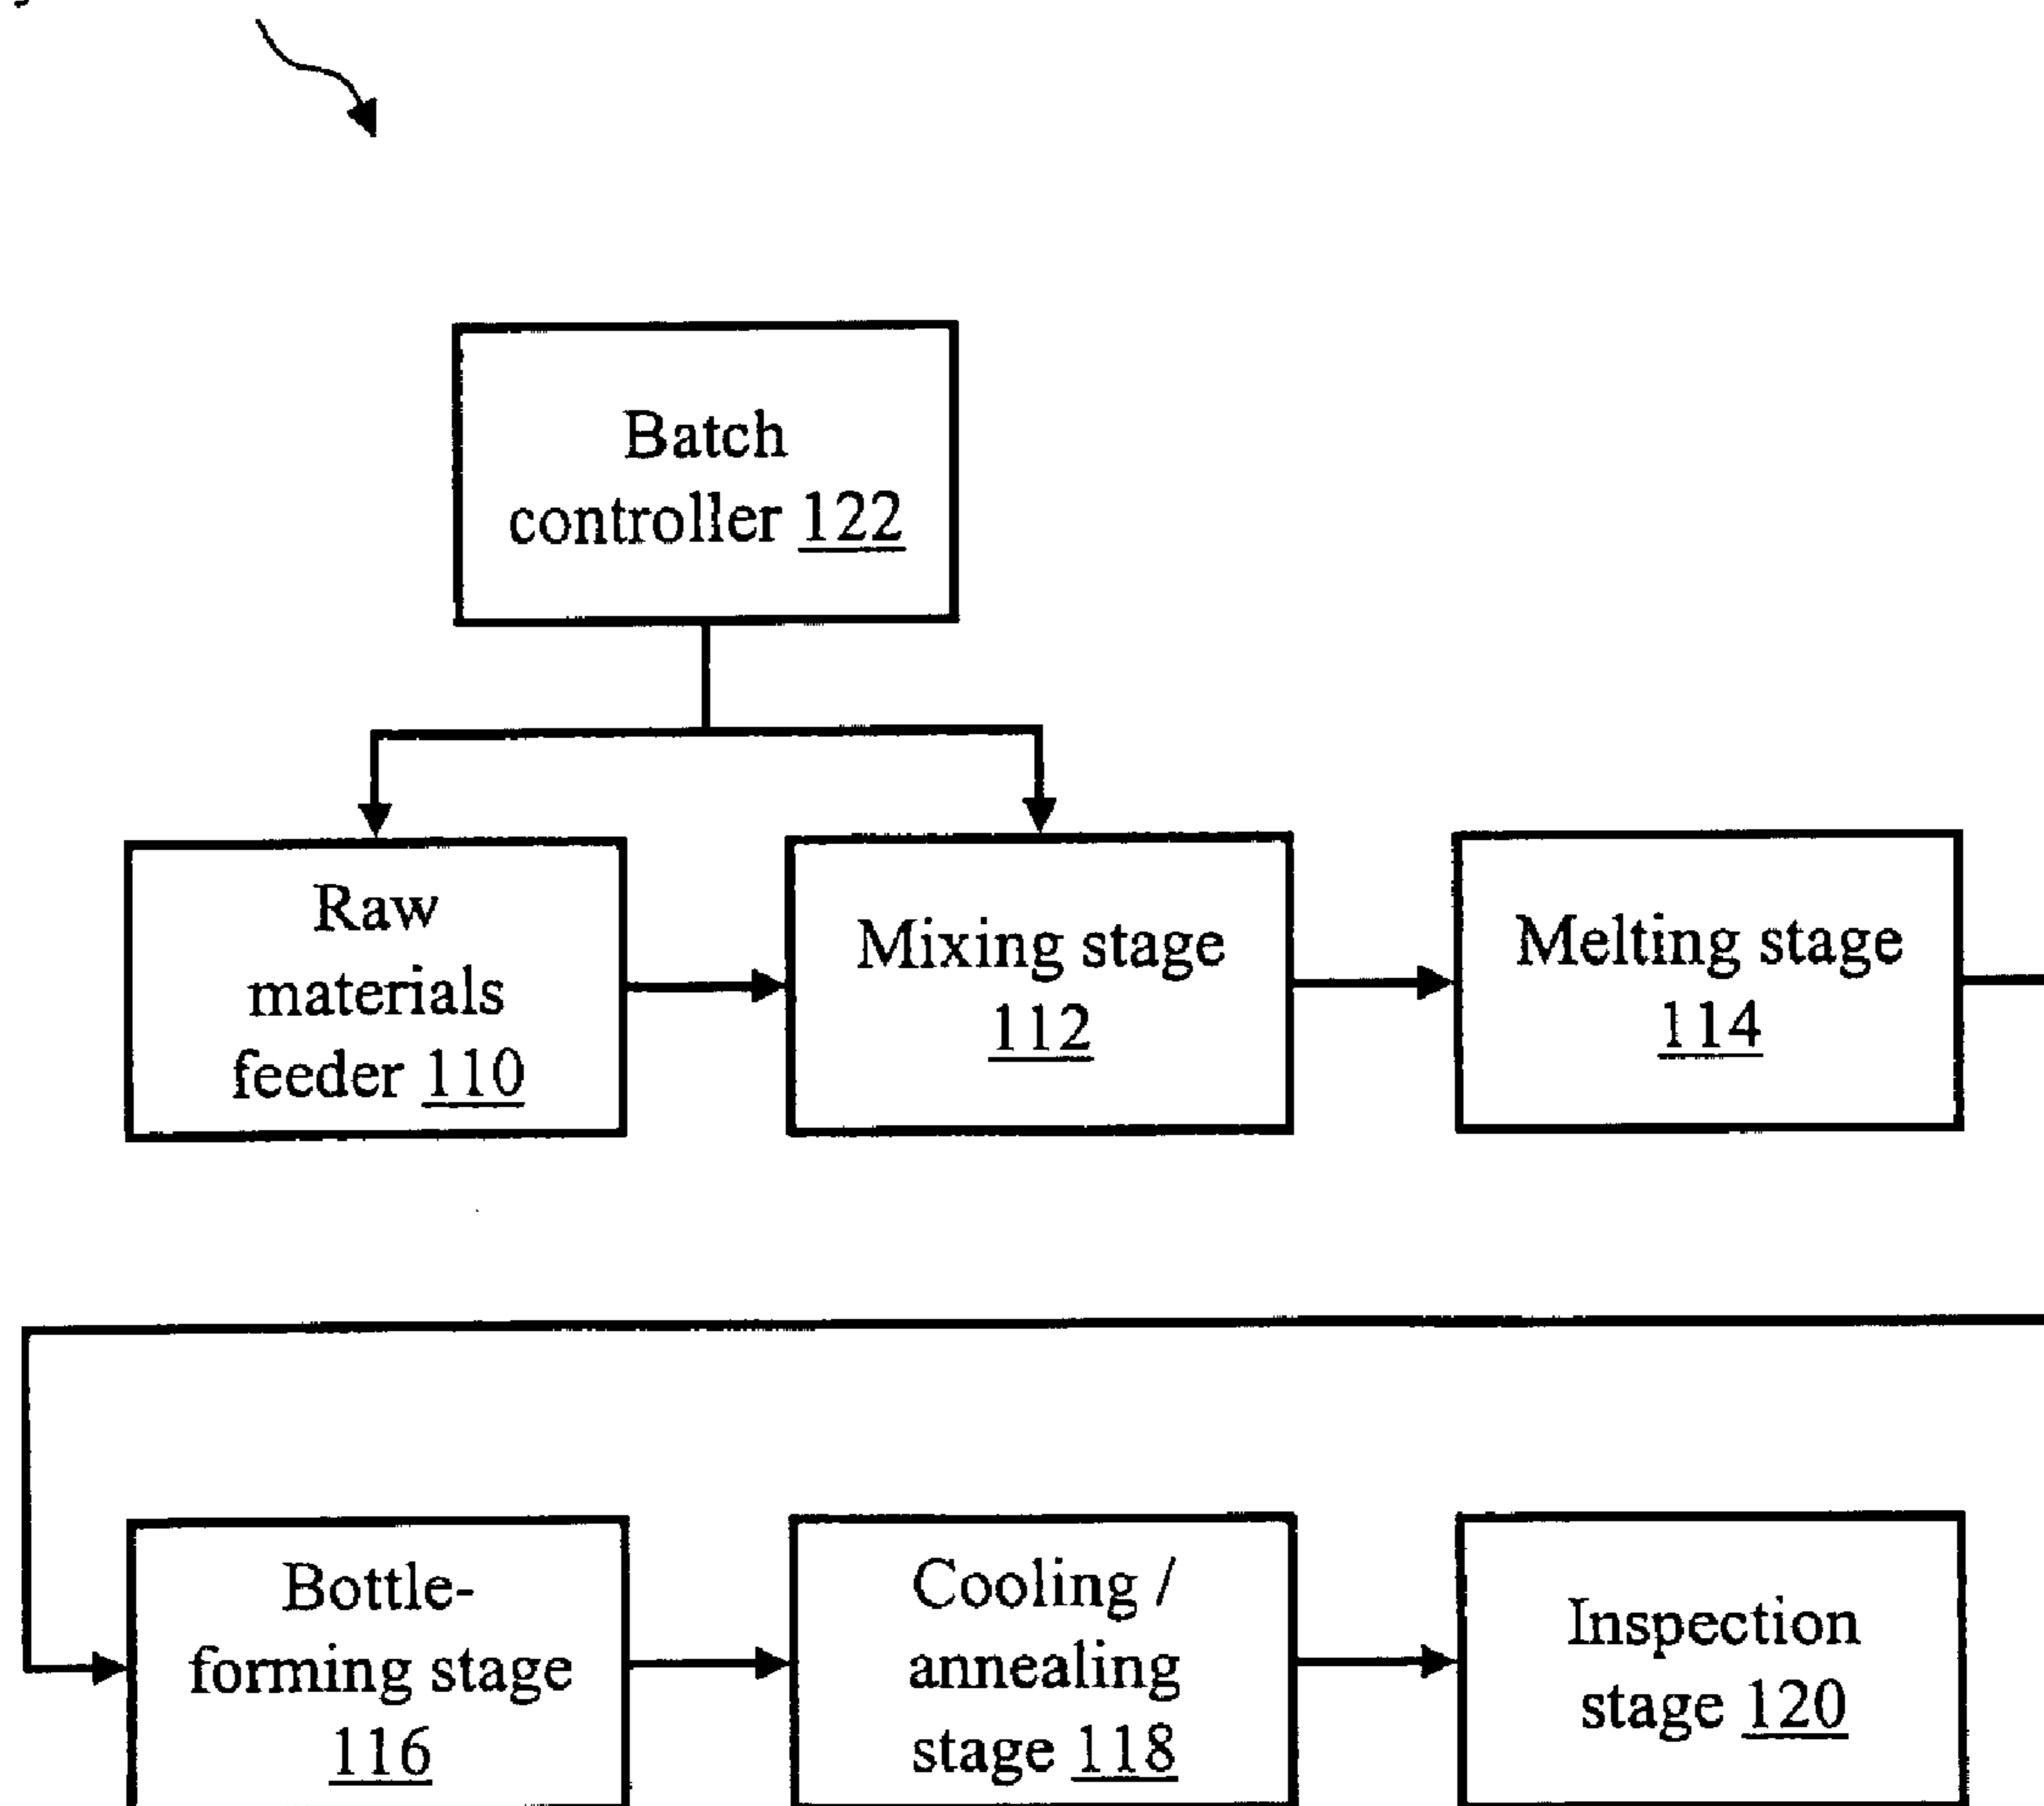 Batch
controller 122
Raw
materials
feeder 110
Mixing stage
112
Melting stage
114
Bottle-
forming stage
116
Cooling /
annealing
stage 118
Inspection
stage 120